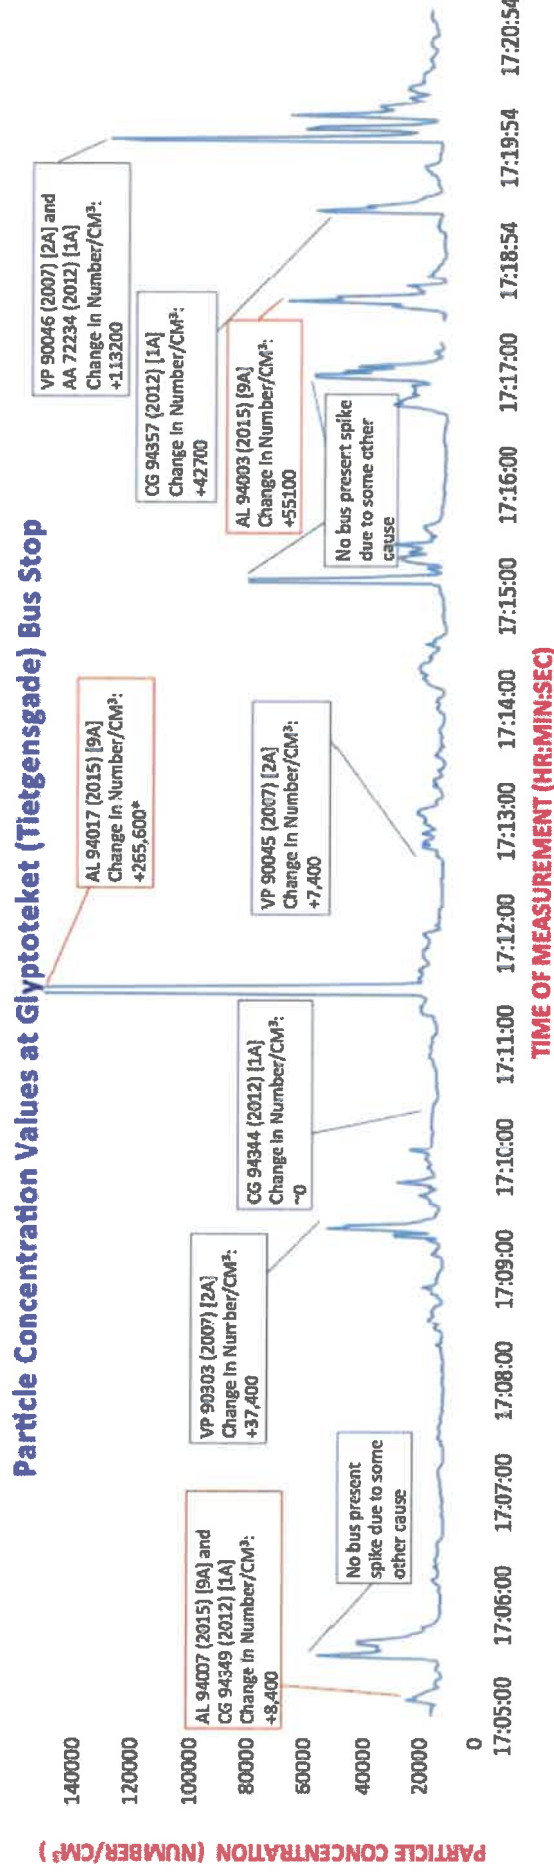 Particle Concentration Values at Glyptoteket (Tietgensgade) Bus Stop
PARTICLE CONCENTRATION (NUMBER/CM³)
140000
120000
100000
80000
60000
40000
20000
0
AL 94007 (2015) [9A] and
CG 94349 (2012) [1A]
Change In Number/CM³:
+8,400
No bus present
spike due to some
other cause
VP 90303 (2007) [2A]
Change In Number/CM³:
+37,400
CG 94344 (2012) [1A]
Change In Number/CM³:
~0
AL 94017 (2015) [9A]
Change In Number/CM³:
+265,600*
VP 90045 (2007) [2A]
Change In Number/CM³:
+7,400
No bus present spike
due to some other
cause
AL 94003 (2015) [9A]
Change In Number/CM³:
+55100
CG 94357 (2012) [1A]
Change In Number/CM³:
+42700
VP 90046 (2007) [2A] and
AA 72234 (2012) [1A]
Change In Number/CM³:
+113200
17:05:00
17:06:00
17:07:00
17:08:00
17:09:00
17:10:00
17:11:00
17:12:00
17:13:00
17:14:00
17:15:00
17:16:00
17:17:00
17:18:54
17:19:54
17:20:54
TIME OF MEASUREMENT (HR:MIN:SEC)